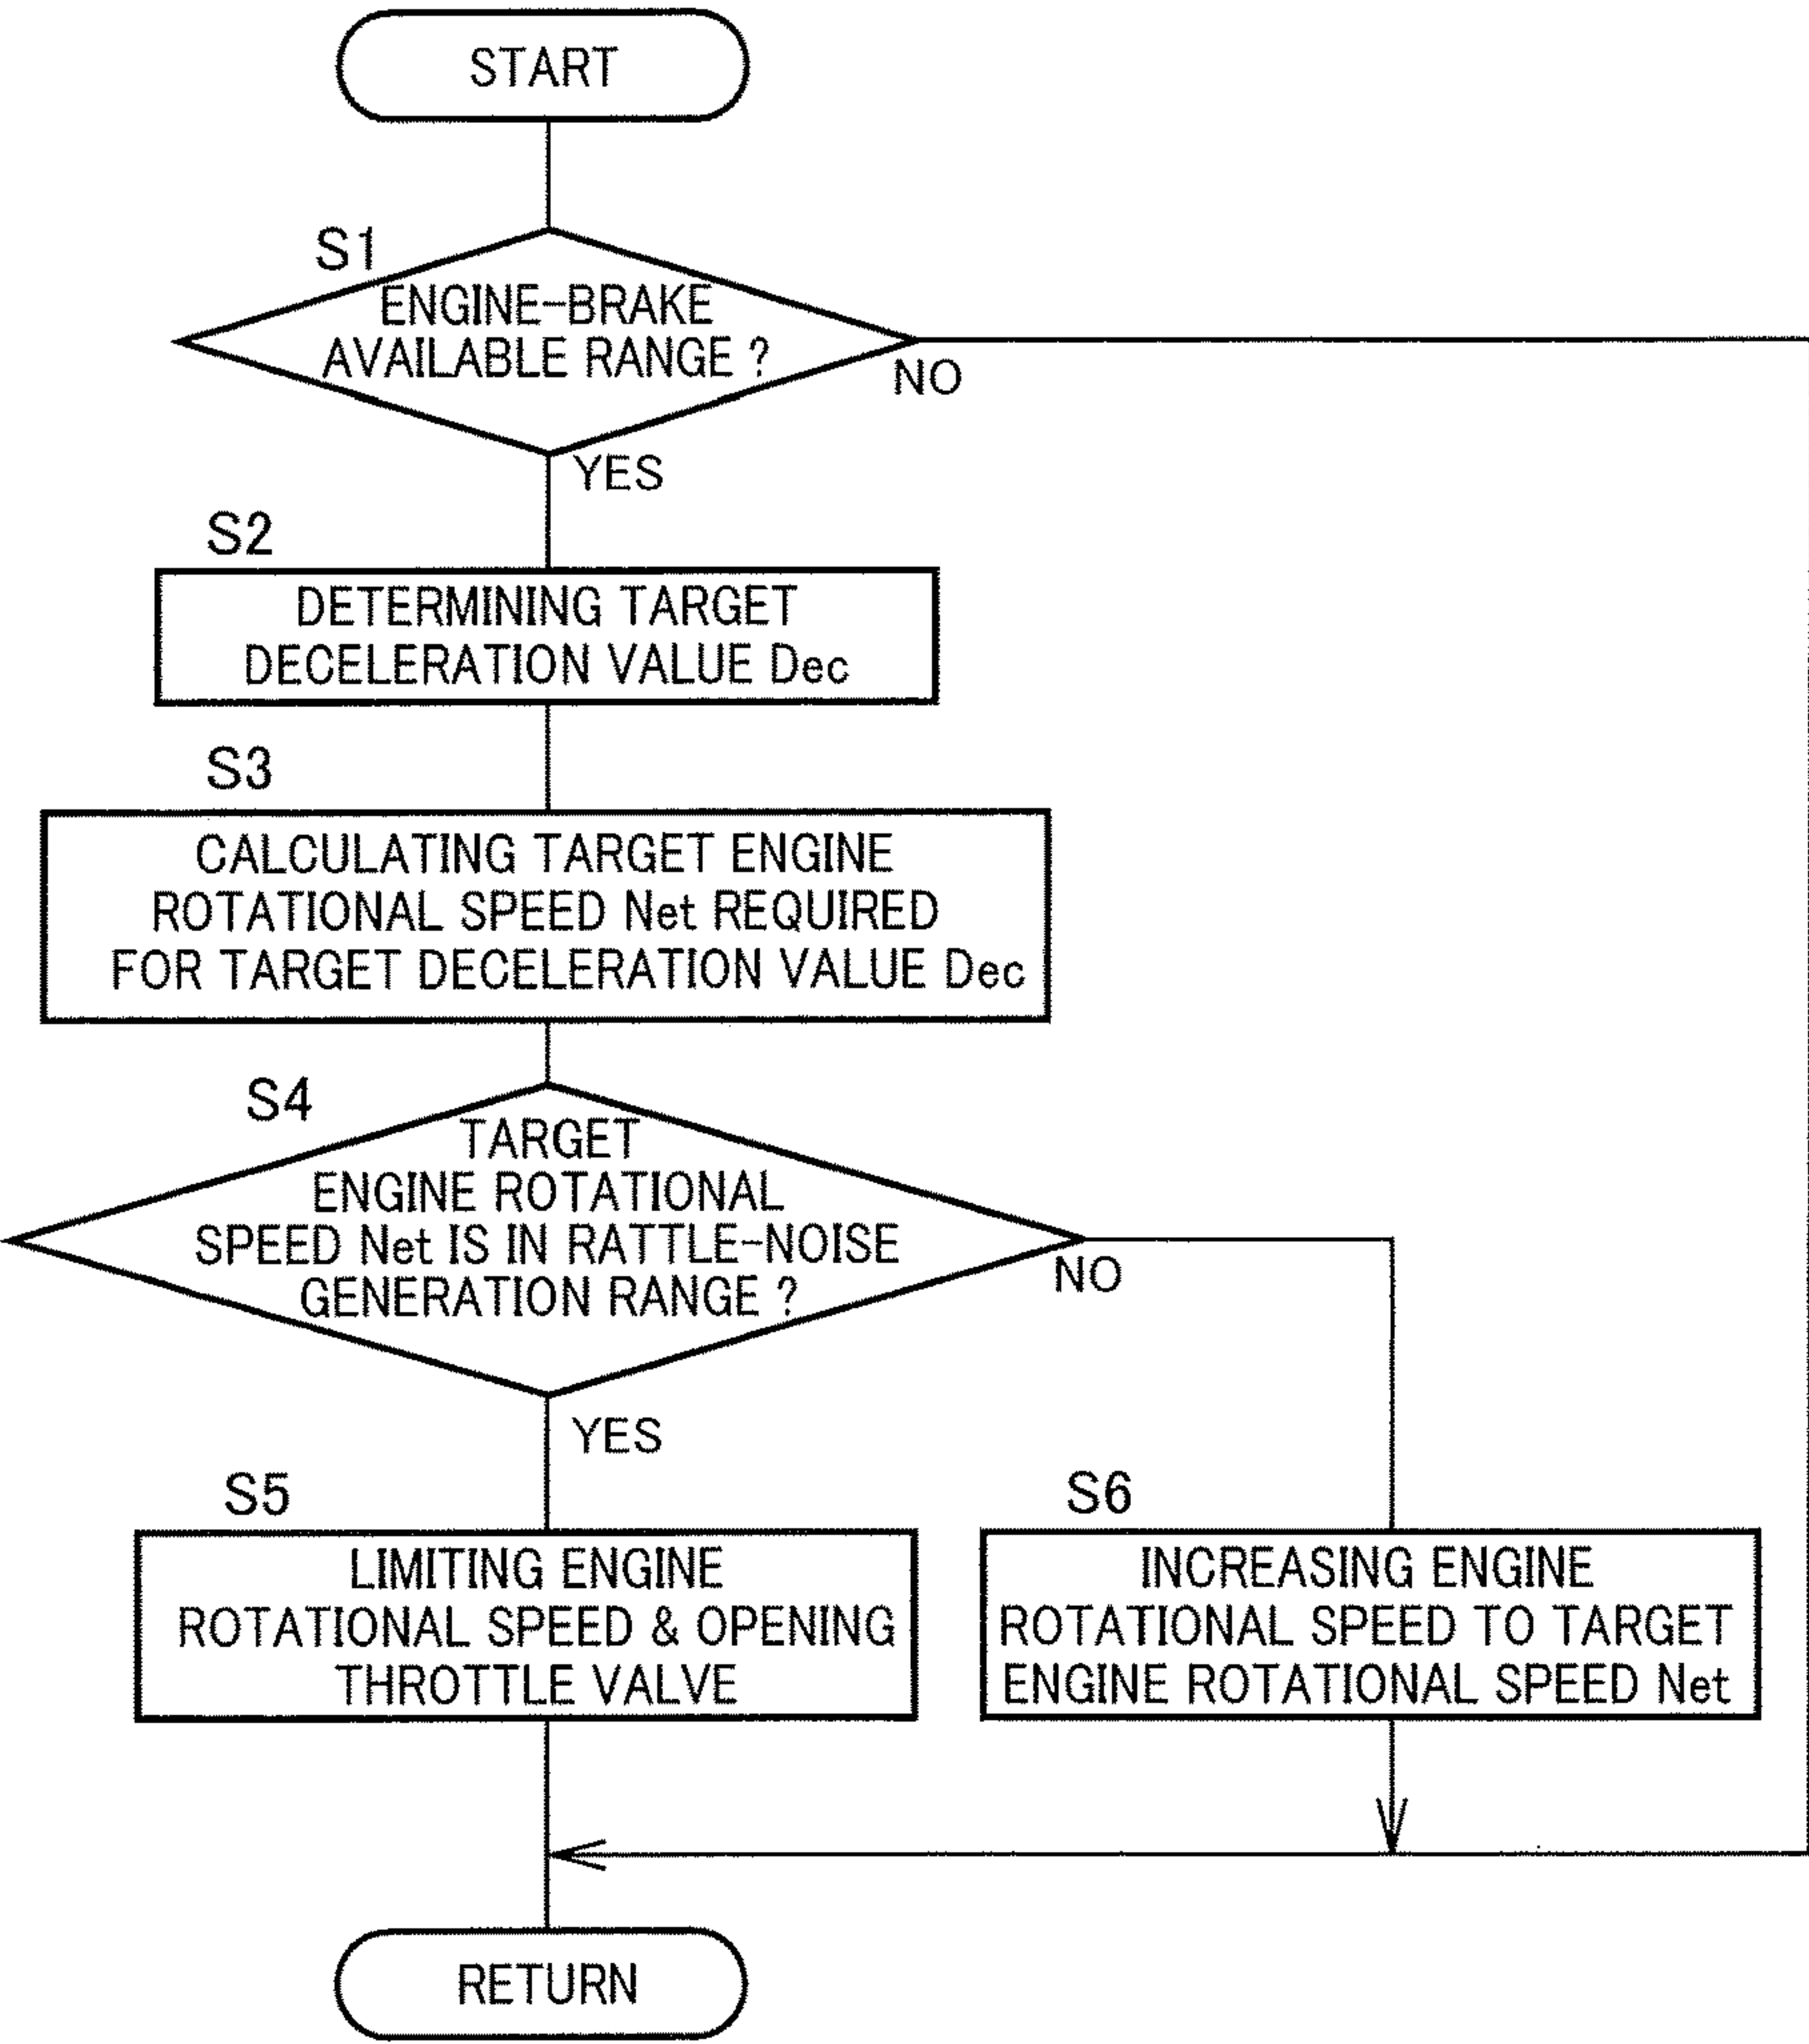 START
S1
ENGINE-BRAKE
AVAILABLE RANGE ?
NO
YES
S2
DETERMINING TARGET
DECELERATION VALUE Dec
S3
CALCULATING TARGET ENGINE
ROTATIONAL SPEED Net REQUIRED
FOR TARGET DECELERATION VALUE Dec
S4
TARGET
ENGINE ROTATIONAL
SPEED Net IS IN RATTLE-NOISE
GENERATION RANGE ?
NO
YES
S5
LIMITING ENGINE
ROTATIONAL SPEED & OPENING
THROTTLE VALVE
S6
INCREASING ENGINE
ROTATIONAL SPEED TO TARGET
ENGINE ROTATIONAL SPEED Net
RETURN